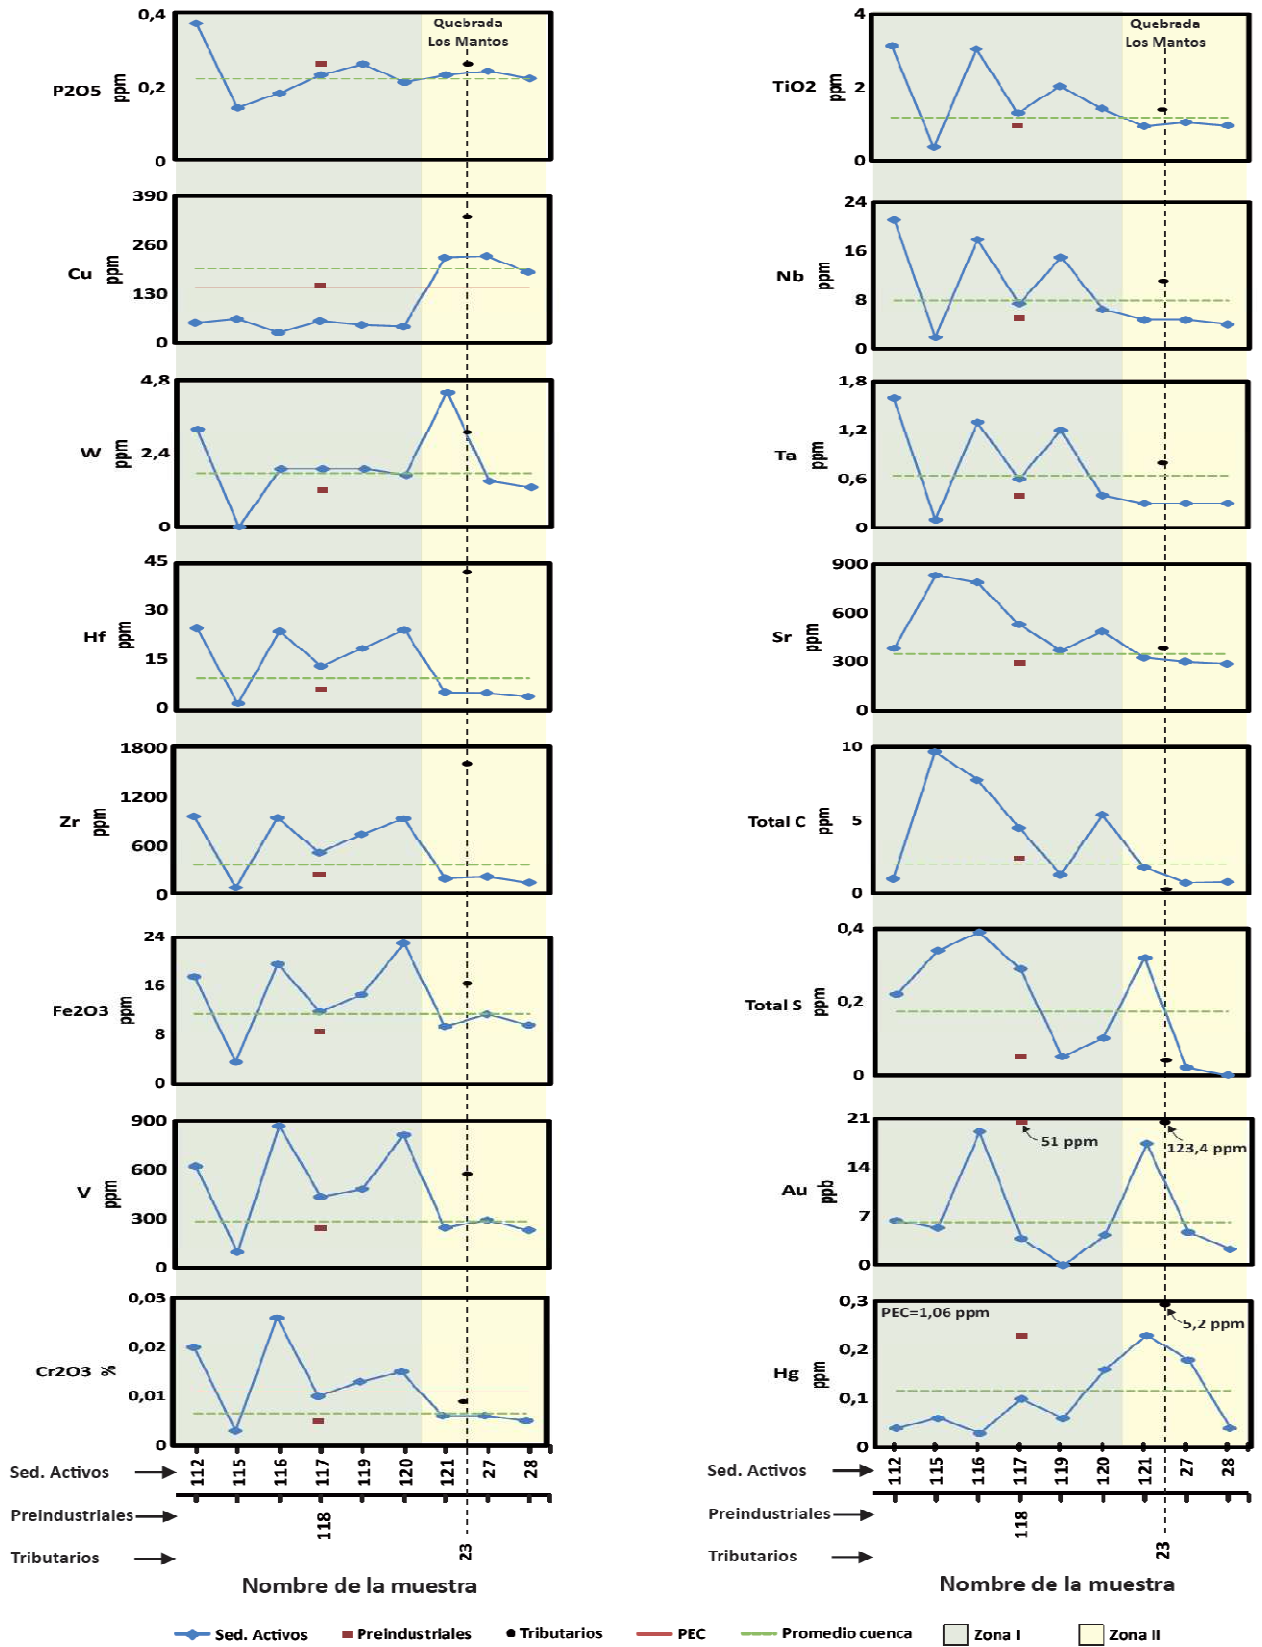 Quebrada
Los Mantos
0,4
0,2
0
P2O5
ppm
390
260
130
0
Cu
ppm
4,8
2,4
0
W
ppm
45
30
15
0
Hf
ppm
1800
1200
600
0
Zr
ppm
24
16
8
0
Fe2O3
ppm
900
600
300
0
V
ppm
0,03
0,02
0,01
0
Cr2O3 %
Sed. Activos
112 115 116 117 119 120 121 27 28
Preindustriales
118
Tributarios
23
Nombre de la muestra
Quebrada
Los Mantos
4
2
0
TiO2
ppm
24
16
8
0
Nb
ppm
1,8
1,2
0,6
0
Ta
ppm
900
600
300
0
Sr
ppm
10
5
0
Total C
ppm
0,4
0,2
0
Total S
ppm
21
14
7
0
Au
ppb
51 ppm
123,4 ppm
0,3
0,2
0,1
0
Hg
ppm
PEC=1,06 ppm
5,2 ppm
Sed. Activos
112 115 116 117 119 120 121 27 28
Preindustriales
118
Tributarios
23
Nombre de la muestra
Sed. Activos Preindustriales Tributarios PEC Promedio cuenca Zona I Zona II